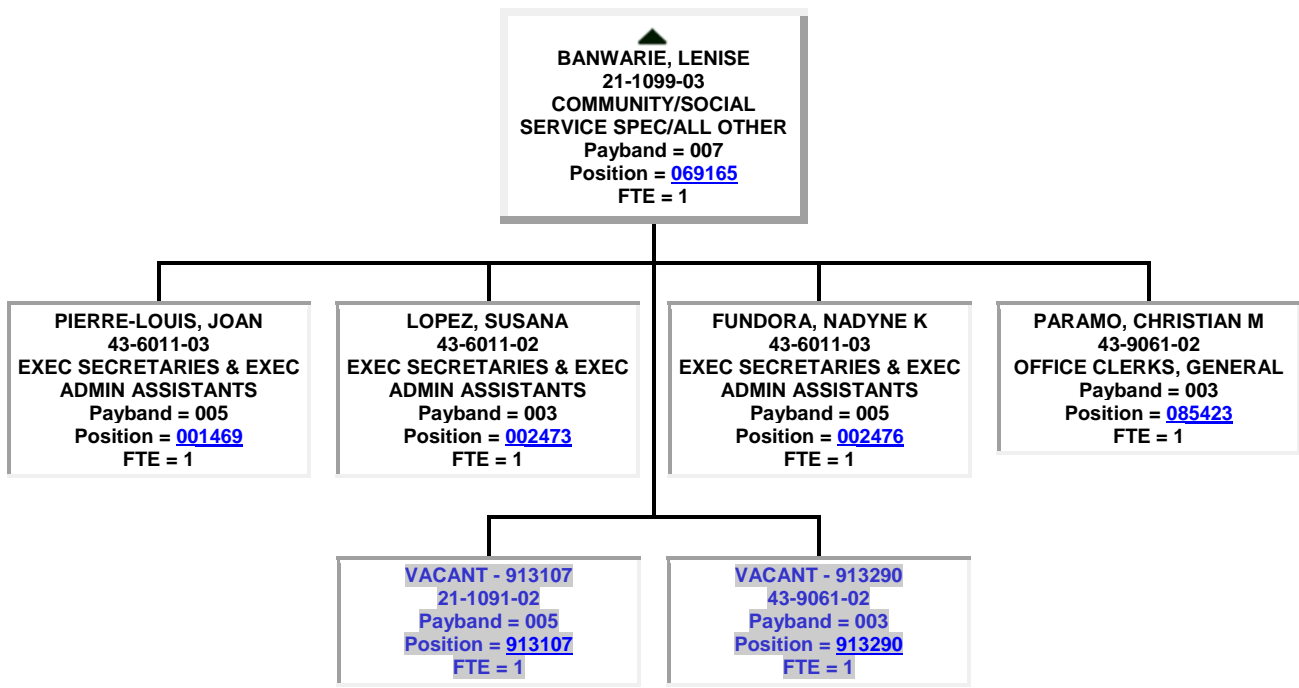 BANWARIE, LENISE
21-1099-03
COMMUNITY/SOCIAL
SERVICE SPEC/ALL OTHER
Payband = 007
Position = 069165
FTE = 1
PIERRE-LOUIS, JOAN
43-6011-03
EXEC SECRETARIES & EXEC
ADMIN ASSISTANTS
Payband = 005
Position = 001469
FTE = 1
LOPEZ, SUSANA
43-6011-02
EXEC SECRETARIES & EXEC
ADMIN ASSISTANTS
Payband = 003
Position = 002473
FTE = 1
FUNDORA, NADYNE K
43-6011-03
EXEC SECRETARIES & EXEC
ADMIN ASSISTANTS
Payband = 005
Position = 002476
FTE = 1
PARAMO, CHRISTIAN M
43-9061-02
OFFICE CLERKS, GENERAL
Payband = 003
Position = 085423
FTE = 1
VACANT - 913107
21-1091-02
Payband = 005
Position = 913107
FTE = 1
VACANT - 913290
43-9061-02
Payband = 003
Position = 913290
FTE = 1